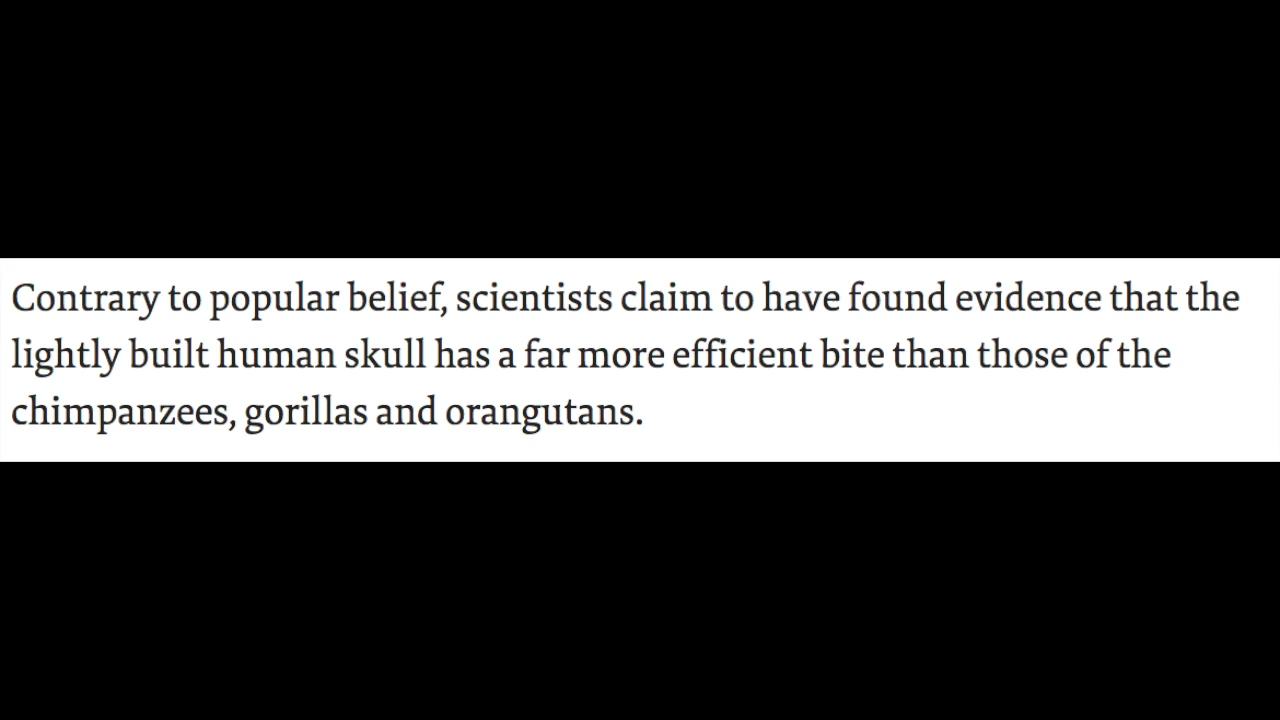 Contrary to popular belief, scientists claim to have found evidence that the
lightly built human skull has a far more efficient bite than those of the
chimpanzees, gorillas and orangutans.